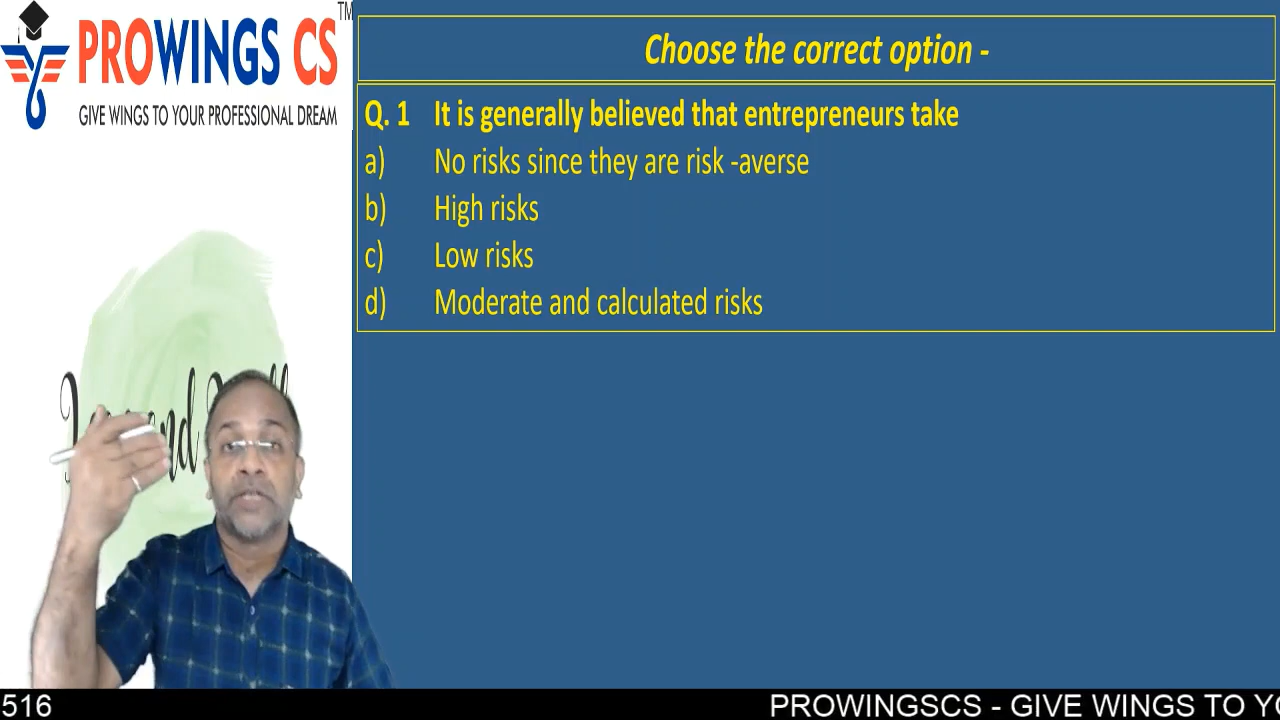 TM
PROWINGS CS
GIVE WINGS TO YOUR PROFESSIONAL DREAM
Choose the correct option -
Q. 1 It is generally believed that entrepreneurs take
a) No risks since they are risk -averse
b) High risks
c) Low risks
d) Moderate and calculated risks
516
PROWINGSCS - GIVE WINGS TO